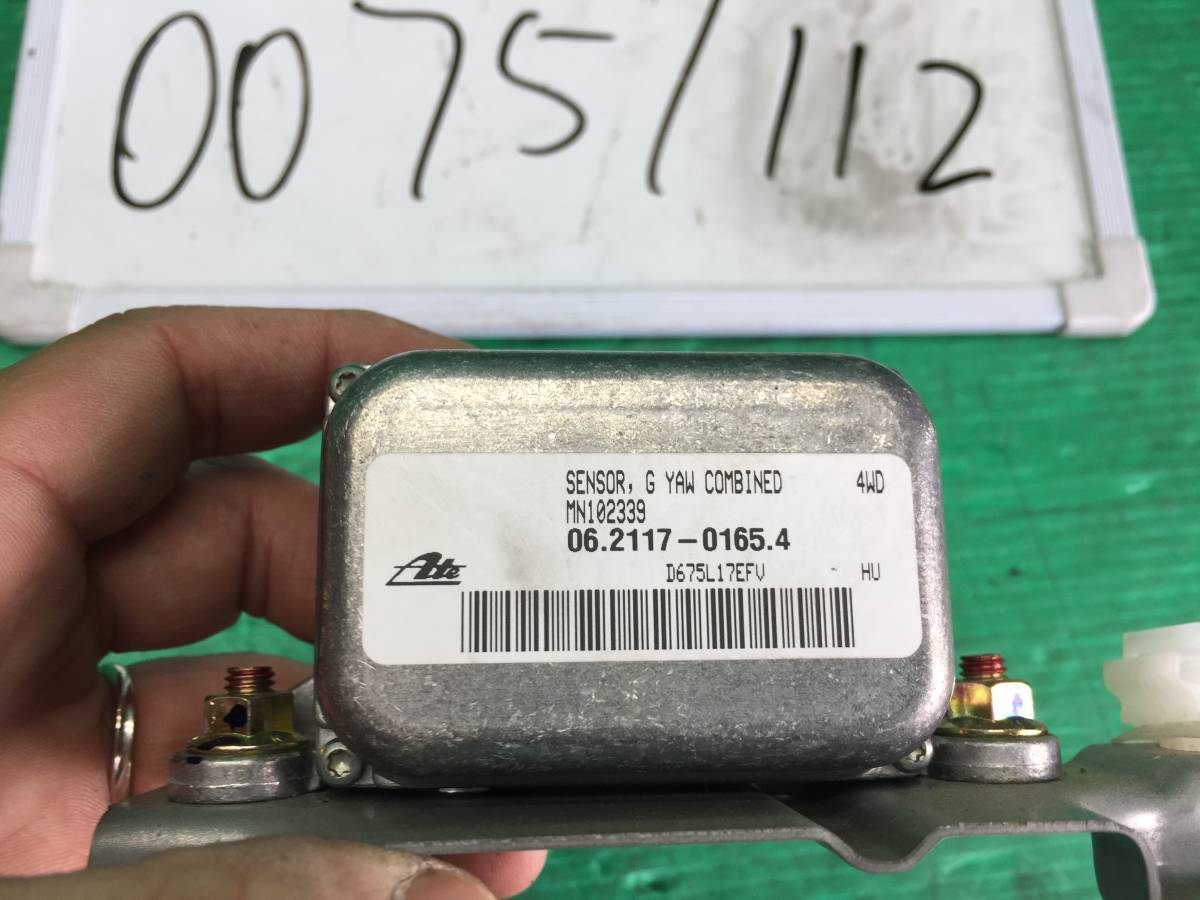 0075/112
SENSOR, G YAW COMBINED 4WD
MN102339
06.2117-0165.4
Ate
D675L17EFV - HU